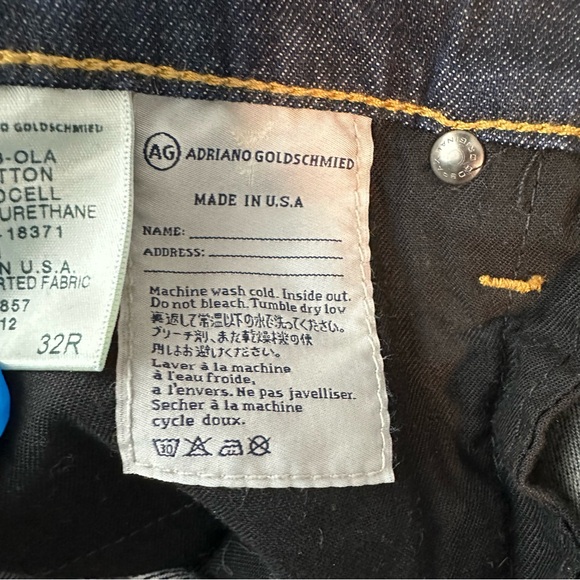 GOLDSCHMIED
-OLA
URETHANE
-18371
U.S.A.
FABRIC
857
12
32R
AG ADRIANO GOLDSCHMIED
MADE IN U.S.A
NAME:
ADDRESS:
Machine wash cold. Inside out.
Do not bleach. Tumble dry low
裏返して常温以下の水で洗ってください。
ブリーチ剤、また乾燥機の使
用しよお避けください。
Laver à la machine
à l'eau froide,
a l'envers. Ne pas javelliser.
Secher à la machine
cycle doux.
30